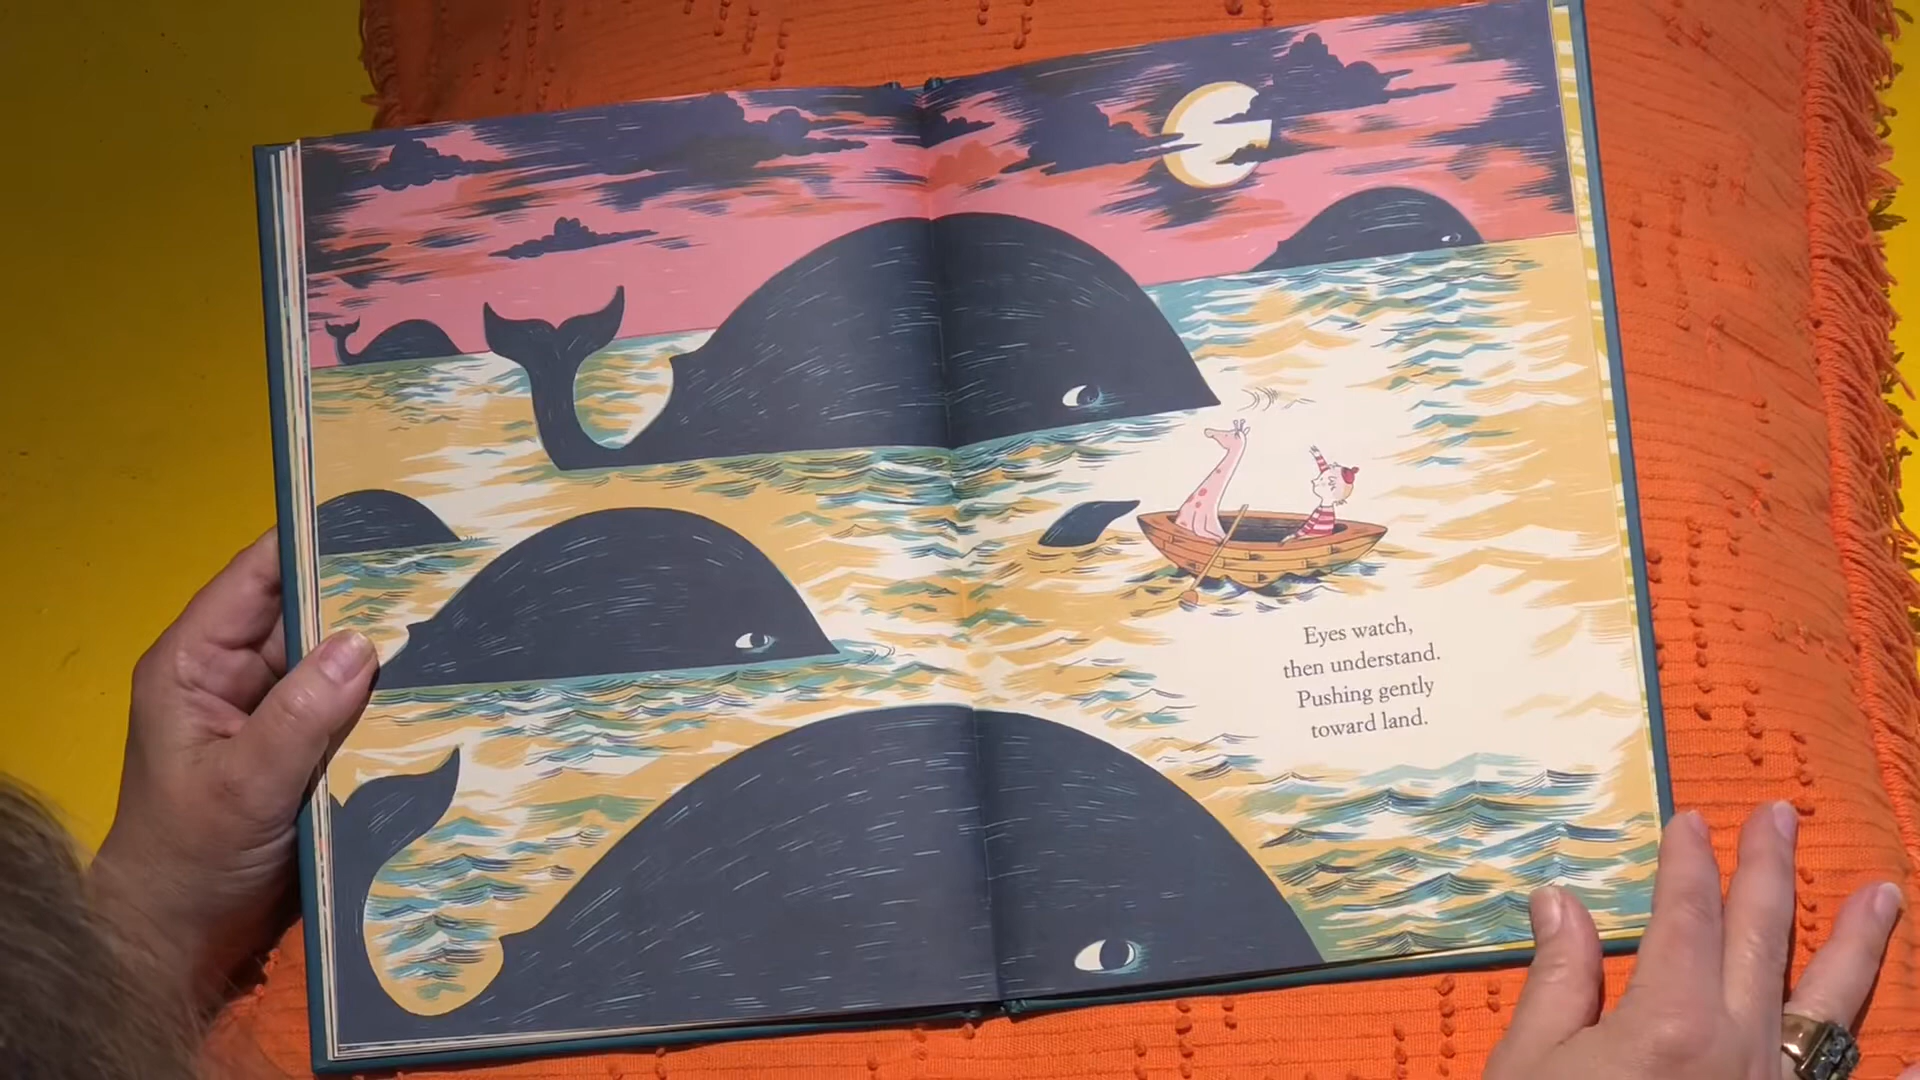 Eyes watch,
then understand.
Pushing gently
toward land.